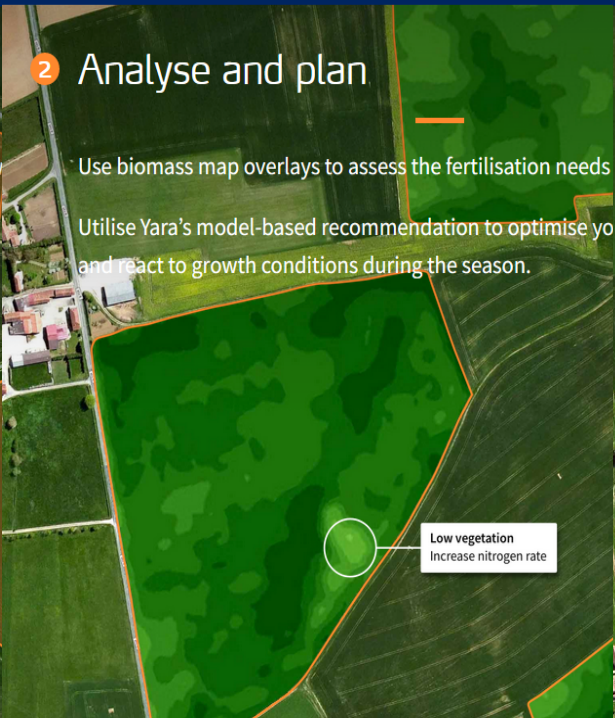 2 Analyse and plan
Use biomass map overlays to assess the fertilisation needs
Utilise Yara's model-based recommendation to optimise yo
and react to growth conditions during the season.
Low vegetation
Increase nitrogen rate